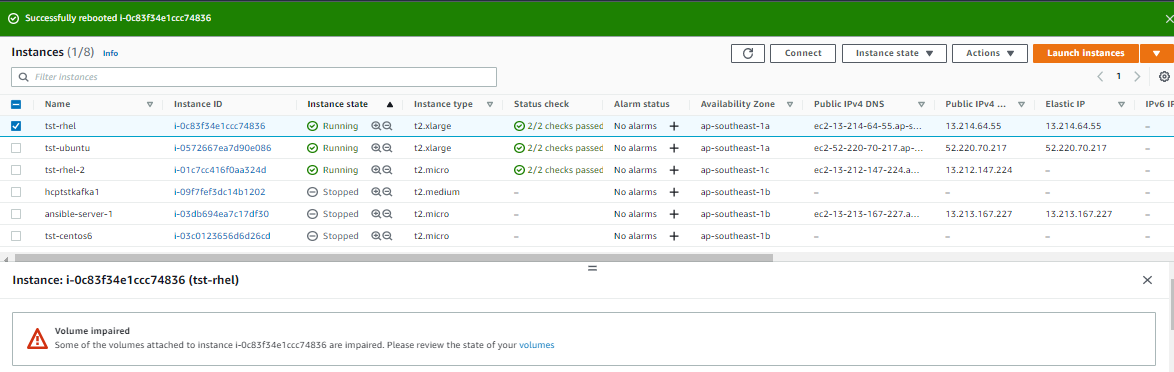 Successfully rebooted i-0c83f34e1ccc74836
Instances (1/8) Info
Connect Instance state Actions Launch instances
Filter instances
1
Name Instance ID Instance state Instance type Status check Alarm status Availability Zone Public IPv4 DNS Public IPv4 ... Elastic IP IPv6 IP
tst-rhel i-0c83f34e1ccc74836 Running t2.xlarge 2/2 checks passed No alarms + ap-southeast-1a ec2-13-214-64-55.ap-s... 13.214.64.55 13.214.64.55 –
tst-ubuntu i-0572667ea7d90e086 Running t2.xlarge 2/2 checks passed No alarms + ap-southeast-1a ec2-52-220-70-217.ap-... 52.220.70.217 52.220.70.217 –
tst-rhel-2 i-01c7cc416f0aa324d Running t2.micro 2/2 checks passed No alarms + ap-southeast-1c ec2-13-212-147-224.a... 13.212.147.224 – –
hcptstkafka1 i-09f7fef3dc14b1202 Stopped t2.medium – No alarms + ap-southeast-1b – – – –
ansible-server-1 i-03db694ea7c17df30 Stopped t2.micro – No alarms + ap-southeast-1b ec2-13-213-167-227.a... 13.213.167.227 13.213.167.227 –
tst-centos6 i-03c0123656d6d26cd Stopped t2.micro – No alarms + ap-southeast-1b – – – –
Instance: i-0c83f34e1ccc74836 (tst-rhel)
Volume impaired
Some of the volumes attached to instance i-0c83f34e1ccc74836 are impaired. Please review the state of your volumes